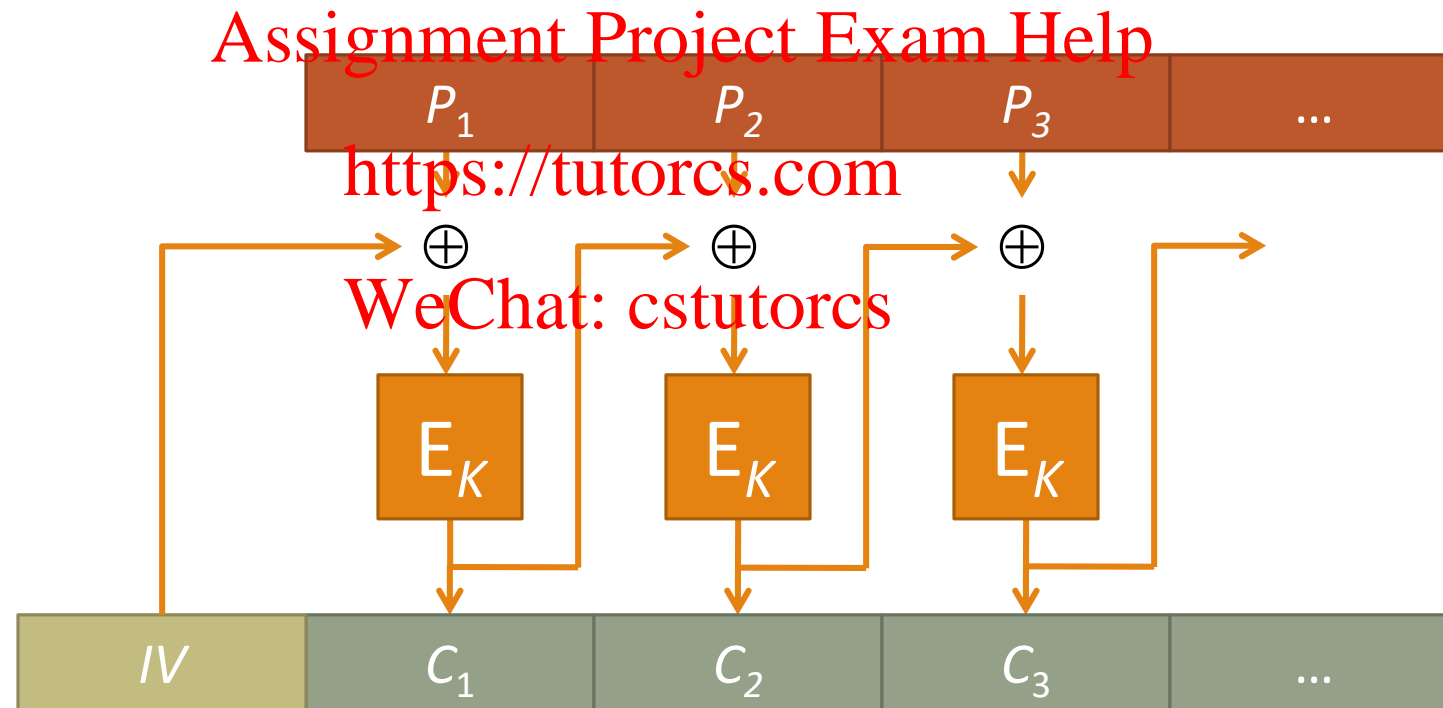 Assignment Project Exam Help
P1 P2 P3 ...
https://tutorcs.com
⊕ ⊕ ⊕
WeChat: cstutorcs
EK EK EK
IV C1 C2 C3 ...